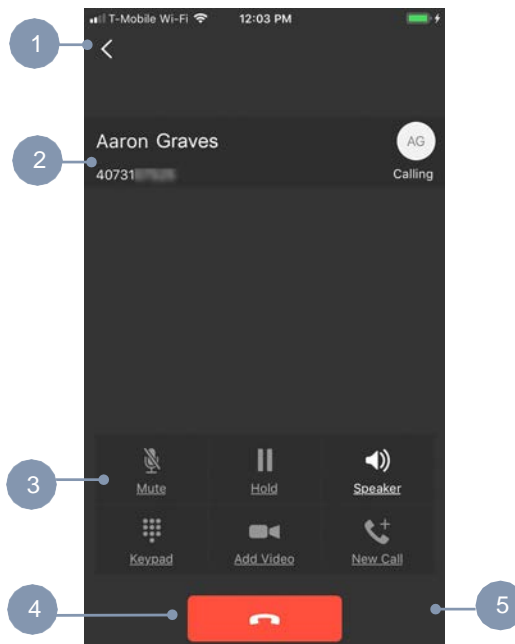 T-Mobile Wi-Fi 12:03 PM
1
Aaron Graves
AG
2
40731
Calling
3
Mute Hold Speaker
Keypad Add Video New Call
4
5